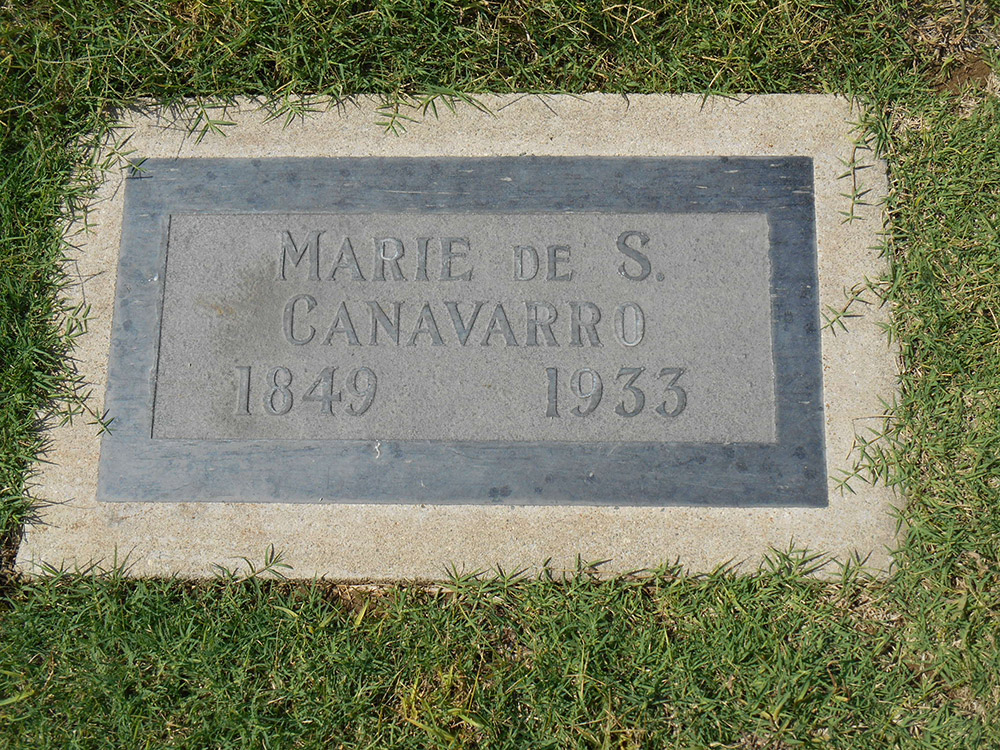 MARIE DE S.
CANAVARRO
1849 1933